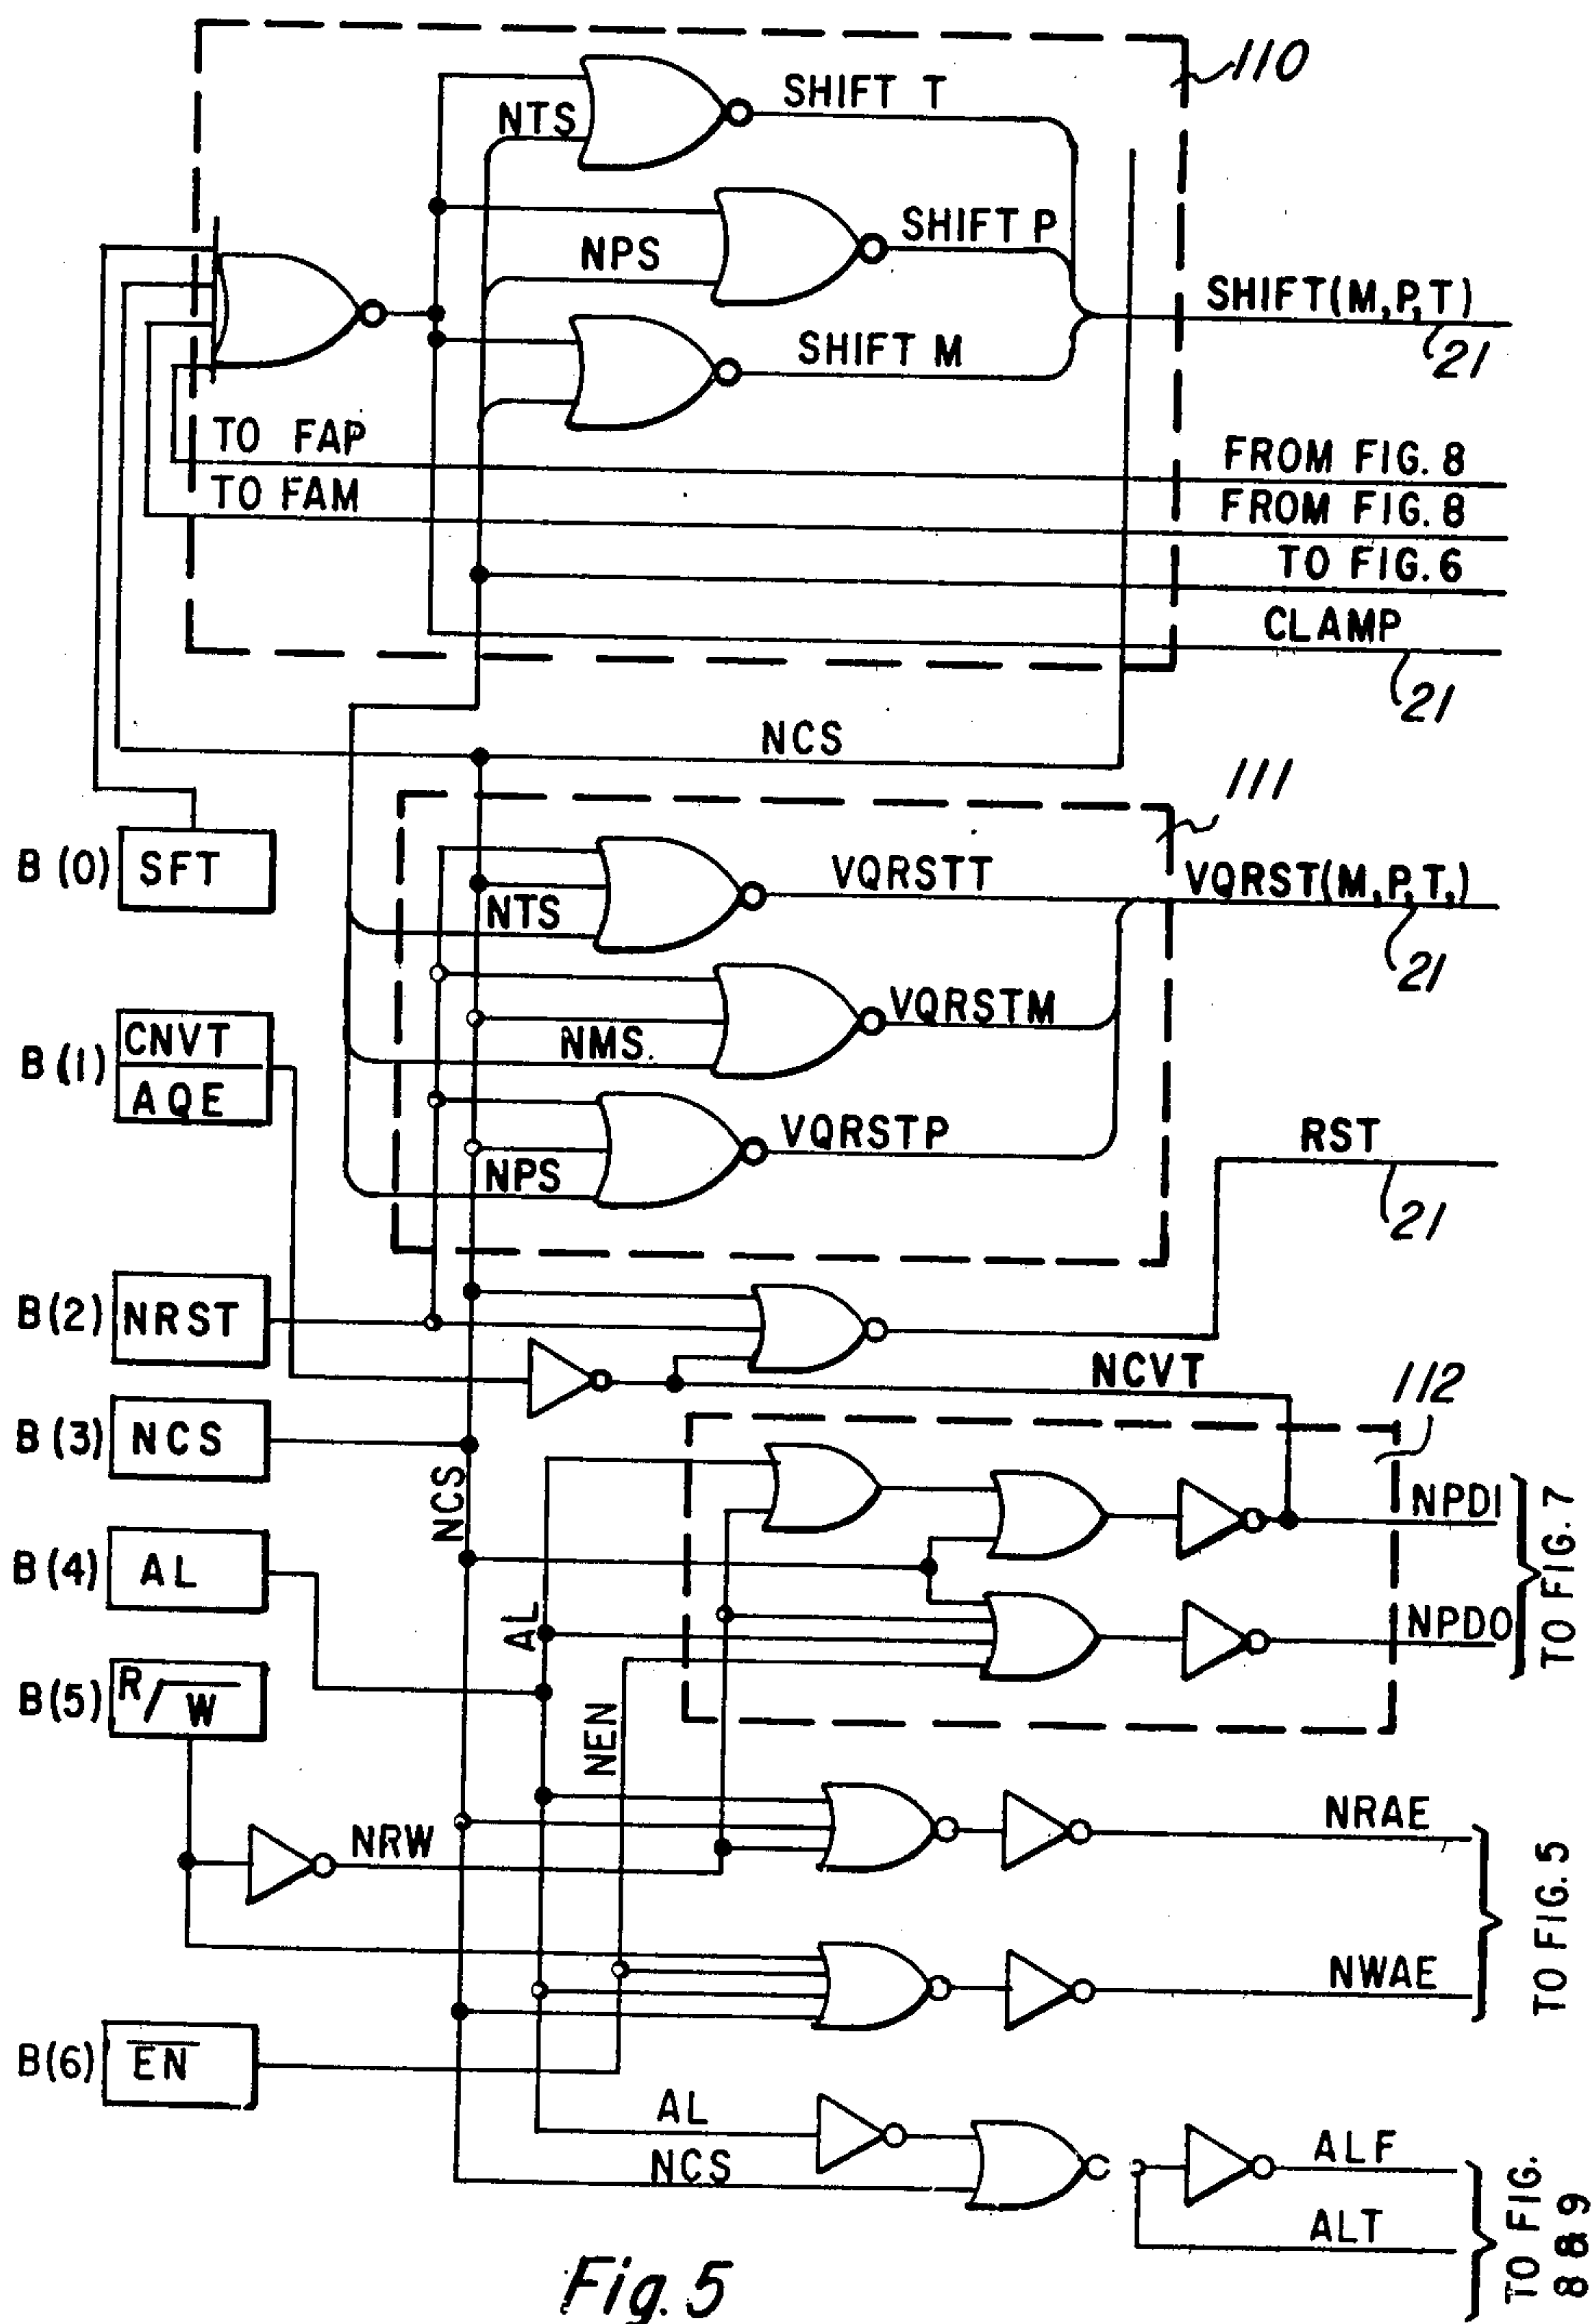 110
SHIFT T
NTS
SHIFT P
NPS
SHIFT(M,P,T)
21
SHIFT M
TO FAP
FROM FIG. 8
TO FAM
FROM FIG. 8
TO FIG. 6
CLAMP
21
NCS
111
B(0) SFT
VQRSTT
VQRST(M,P,T,)
NTS
21
VQRSTM
B(1) CNVT
AQE
NMS.
VQRSTP
RST
NPS
21
B(2) NRST
NCVT
112
B(3) NCS
NCS
NPDI
B(4) AL
AL
NPDO
TO FIG. 7
B(5) R/W
NEN
NRAE
NRW
TO FIG. 5
NWAE
B(6) EN
AL
NCS
ALF
ALT
TO FIG.
8 & 9
Fig. 5